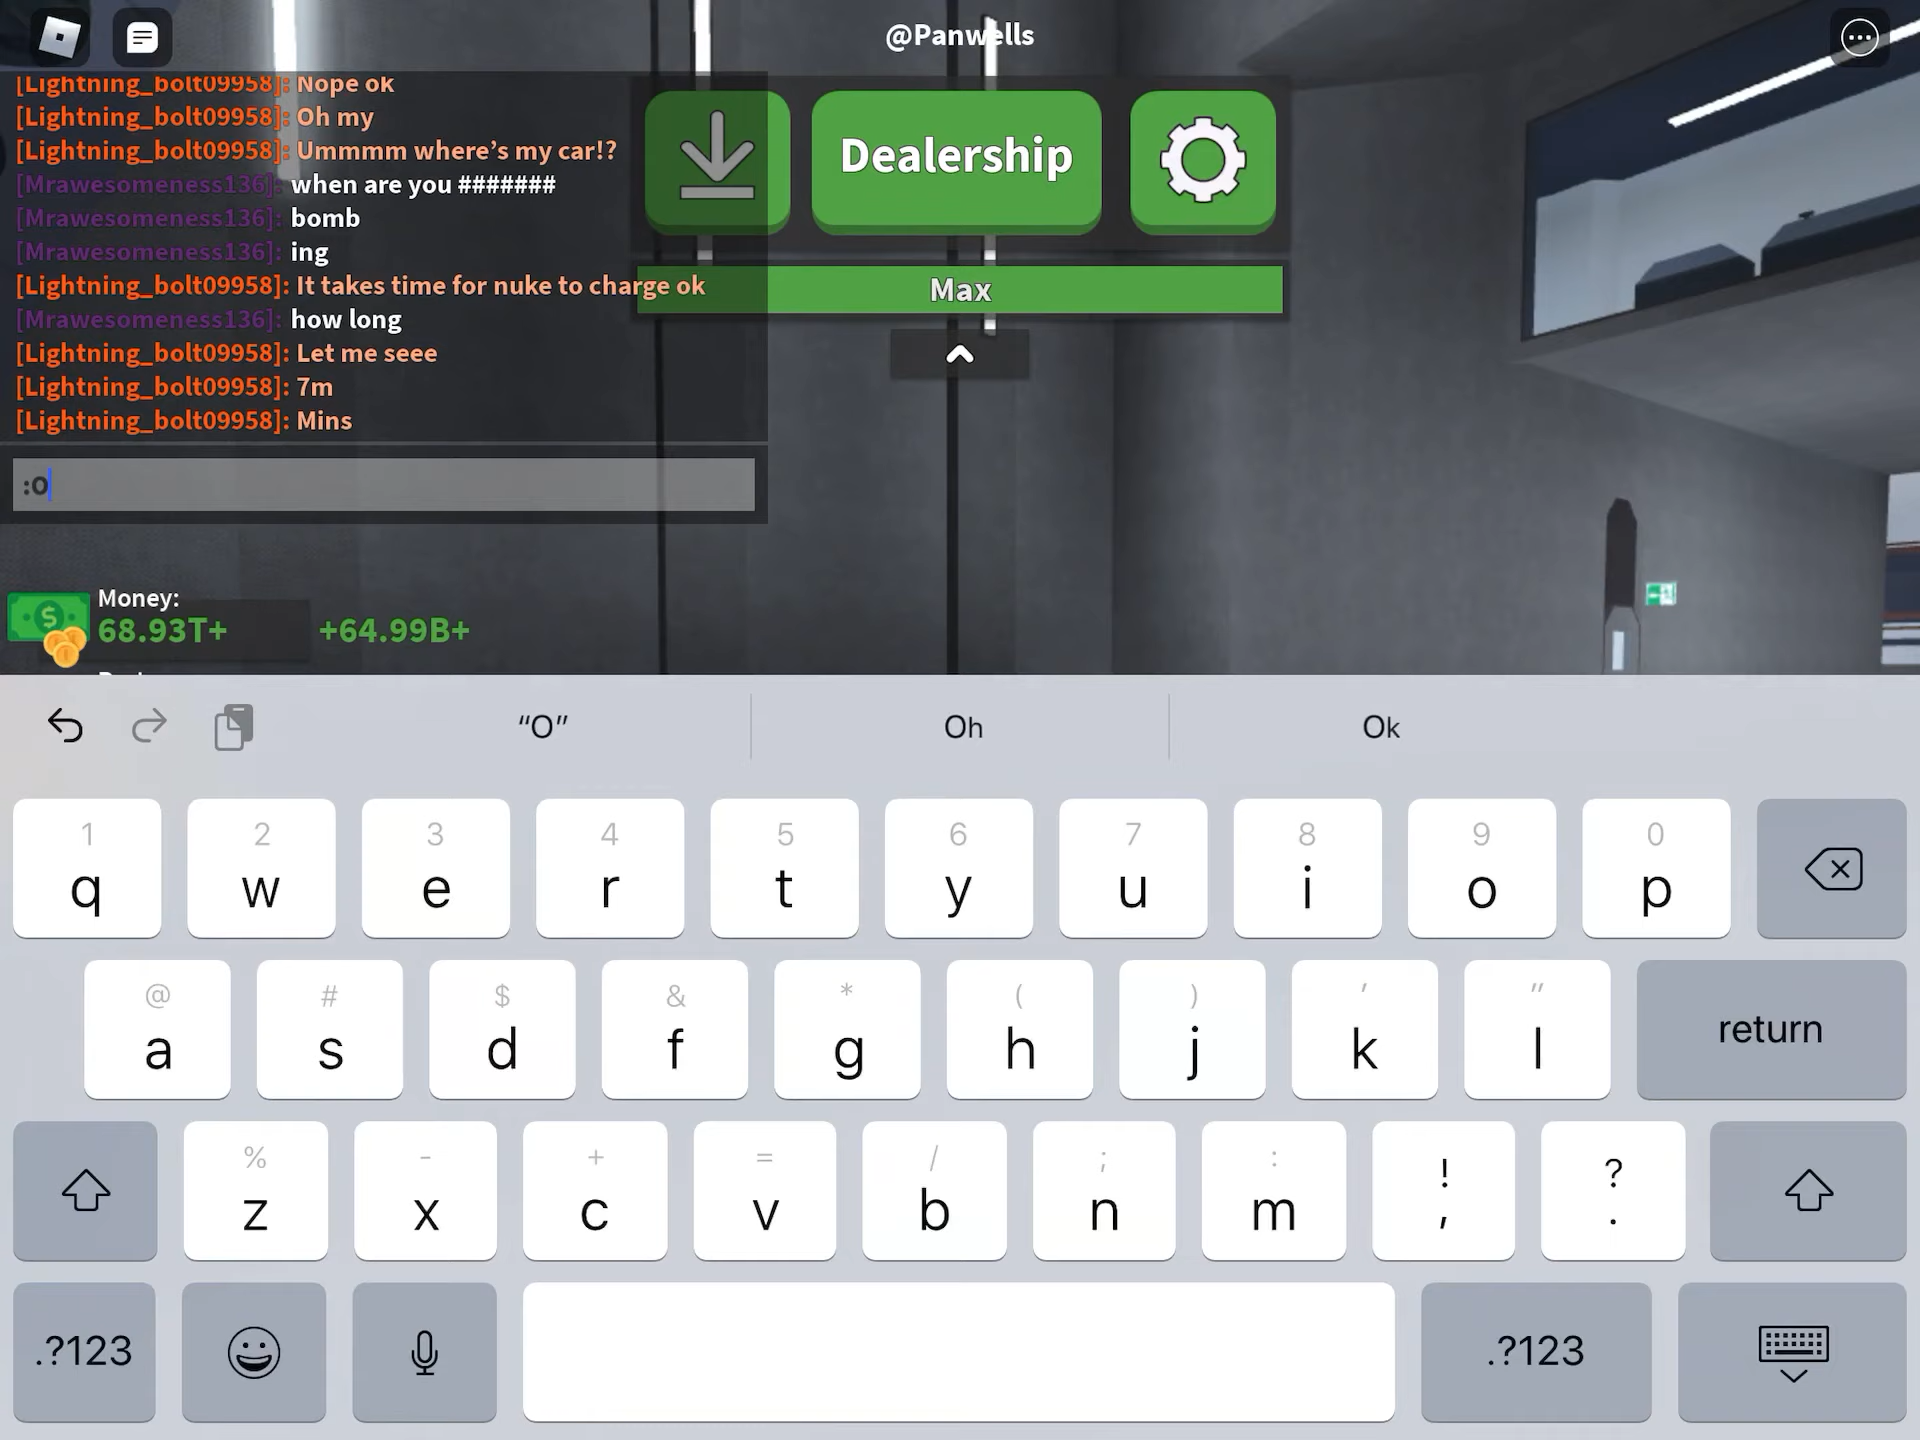 @Panwells
[Lightning_bolt09958]: Nope ok
[Lightning_bolt09958]: Oh my
[Lightning_bolt09958]: Ummmm where’s my car!?
[Mrawesomeness136]: when are you #######
[Mrawesomeness136]: bomb
[Mrawesomeness136]: ing
[Lightning_bolt09958]: It takes time for nuke to charge ok
[Mrawesomeness136]: how long
[Lightning_bolt09958]: Let me seee
[Lightning_bolt09958]: 7m
[Lightning_bolt09958]: Mins
:o
Dealership
Max
Money:
68.93T+ +64.99B+
“O” Oh Ok
1 2 3 4 5 6 7 8 9 0
q w e r t y u i o p
@ # $ & * ( ) ' "
a s d f g h j k l return
% - + = / ; : ! ?
z x c v b n m , .
.?123 .?123